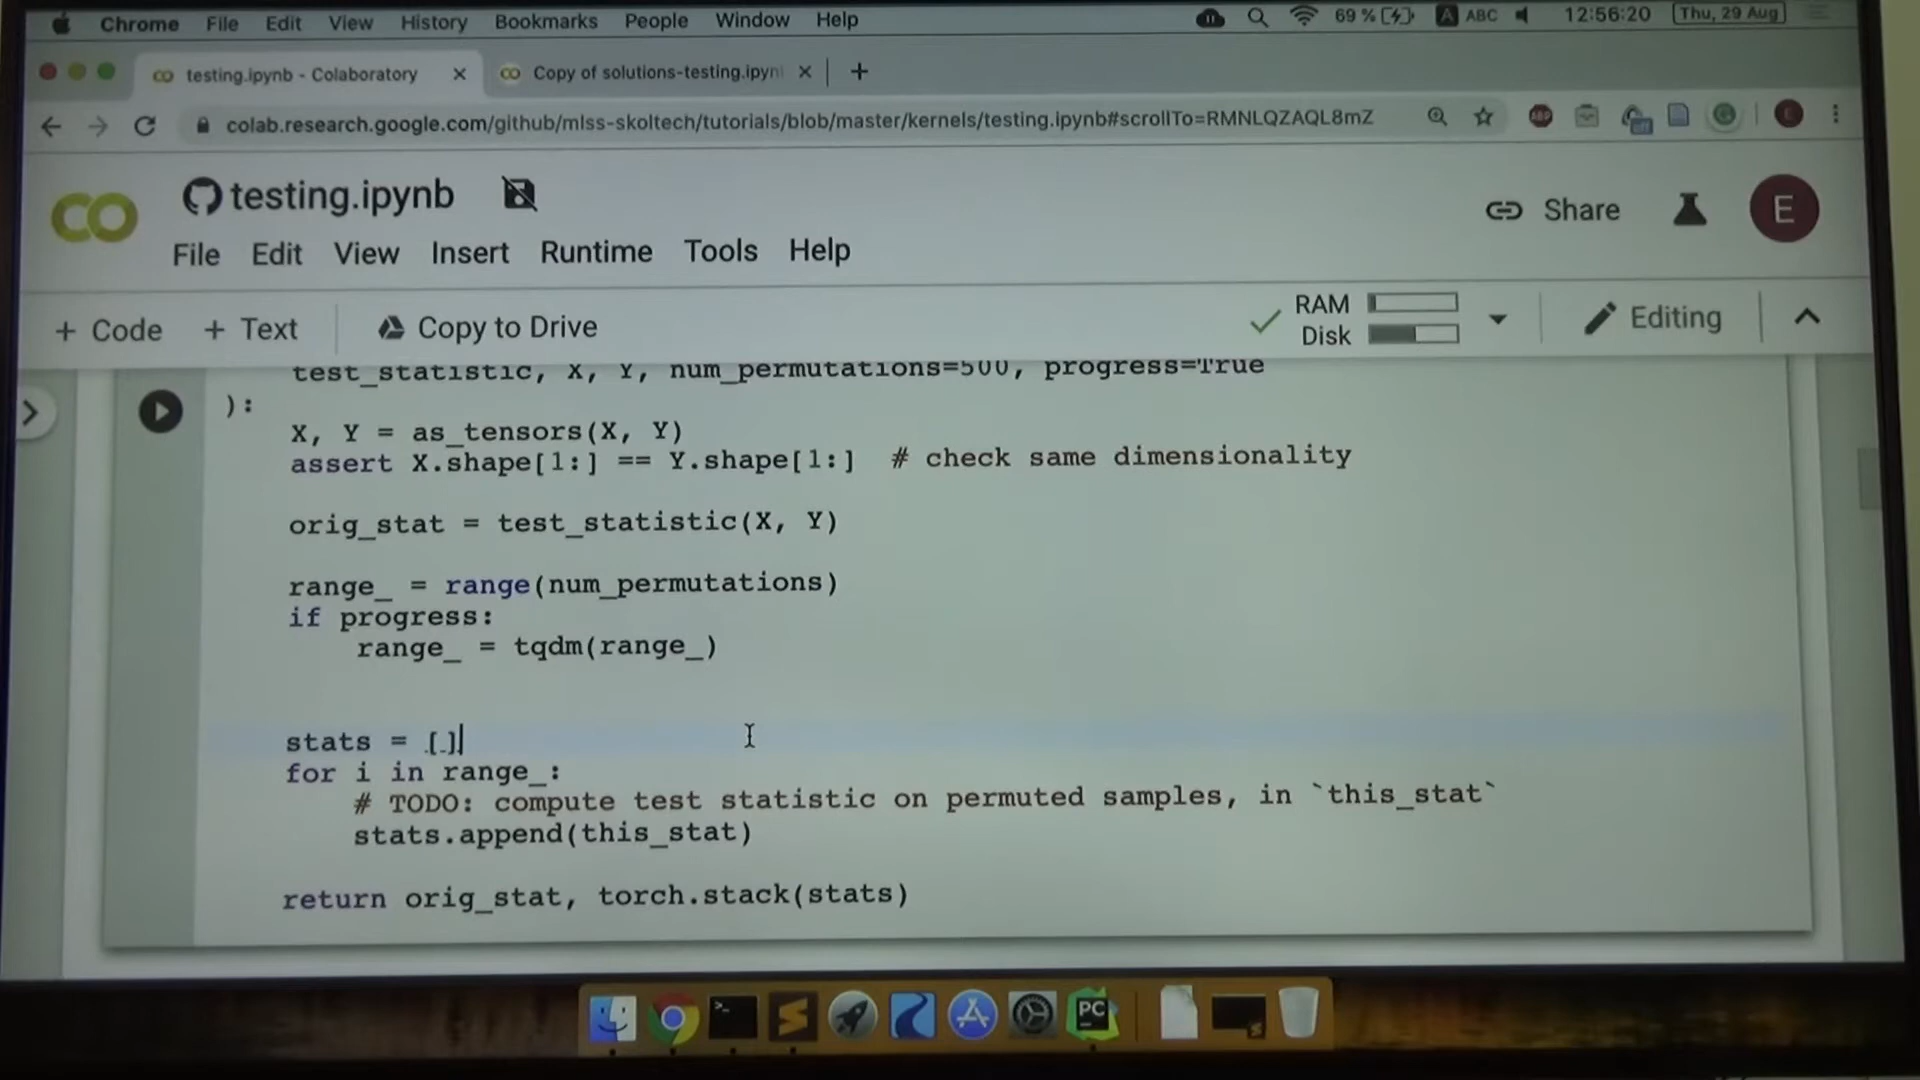 Chrome File Edit View History Bookmarks People Window Help 69 % A ABC 12:56:20 Thu, 29 Aug
testing.ipynb - Colaboratory Copy of solutions-testing.ipyn
colab.research.google.com/github/mlss-skoltech/tutorials/blob/master/kernels/testing.ipynb#scrollTo=RMNLQZAQL8mZ ABP off
testing.ipynb
Share E
File Edit View Insert Runtime Tools Help
+ Code + Text Copy to Drive RAM Disk Editing
test_statistic, X, Y, num_permutations=500, progress=True
):
X, Y = as_tensors(X, Y)
assert X.shape[1:] == Y.shape[1:] # check same dimensionality
orig_stat = test_statistic(X, Y)
range_ = range(num_permutations)
if progress:
range_ = tqdm(range_)
stats = []
for i in range_:
# TODO: compute test statistic on permuted samples, in `this_stat`
stats.append(this_stat)
return orig_stat, torch.stack(stats)
PC